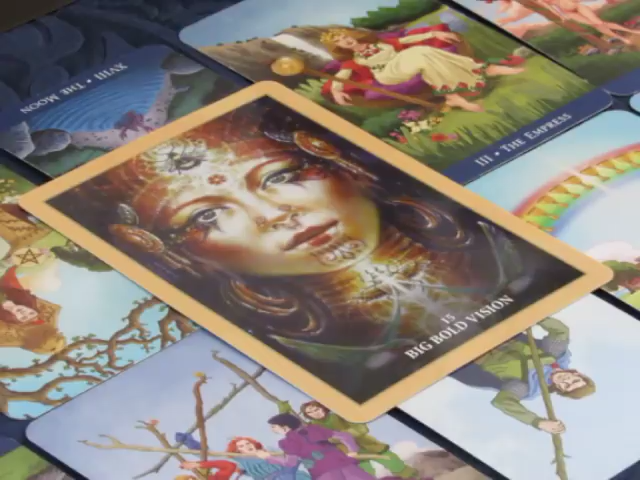 XVIII • THE MOON
III • THE EMPRESS
15
BIG BOLD VISION